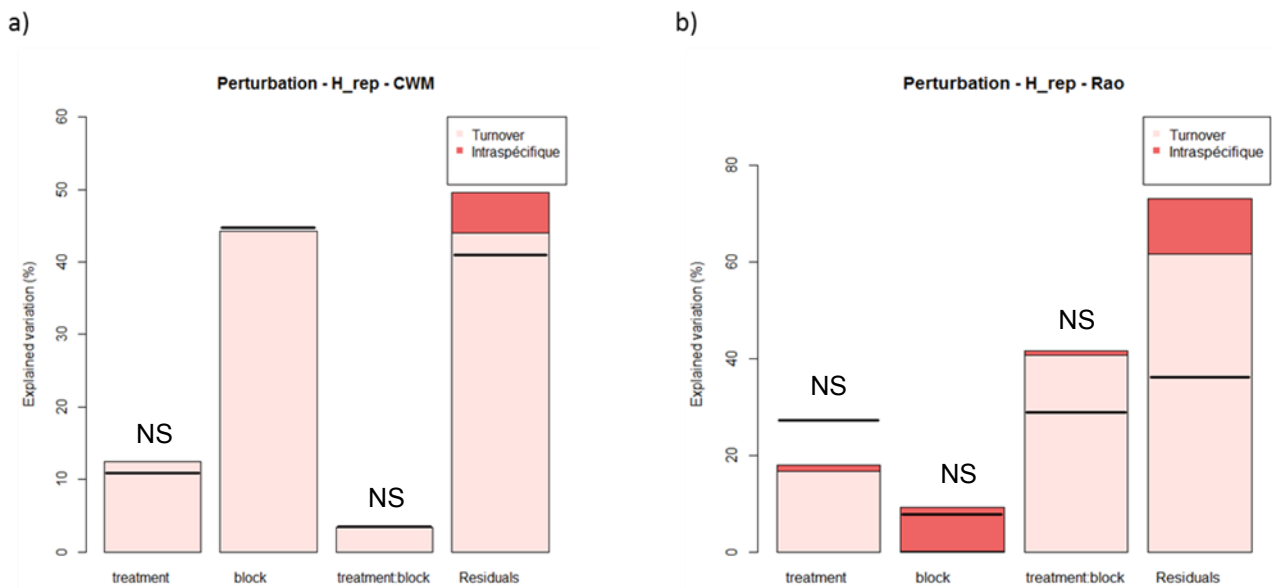 a)
Perturbation - H_rep - CWM
Explained variation (%)
60
50
40
30
20
10
0
Turnover
Intraspécifique
NS
NS
treatment
block
treatment:block
Residuals
b)
Perturbation - H_rep - Rao
Explained variation (%)
80
60
40
20
0
Turnover
Intraspécifique
NS
NS
NS
treatment
block
treatment:block
Residuals